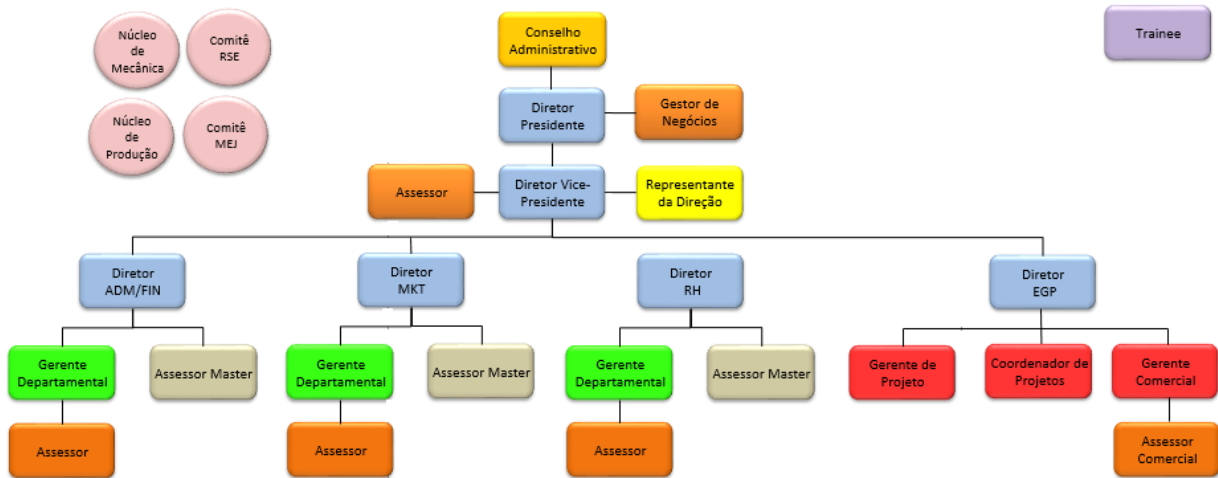 Núcleo
de
Mecânica
Comitê
RSE
Núcleo
de
Produção
Comitê
MEJ
Conselho
Administrativo
Trainee
Diretor
Presidente
Gestor de
Negócios
Assessor
Diretor Vice-
Presidente
Representante
da Direção
Diretor
ADM/FIN
Diretor
MKT
Diretor
RH
Diretor
EGP
Gerente
Departamental
Assessor Master
Gerente
Departamental
Assessor Master
Gerente
Departamental
Assessor Master
Gerente de
Projeto
Coordenador de
Projetos
Gerente
Comercial
Assessor
Assessor
Assessor
Assessor
Comercial